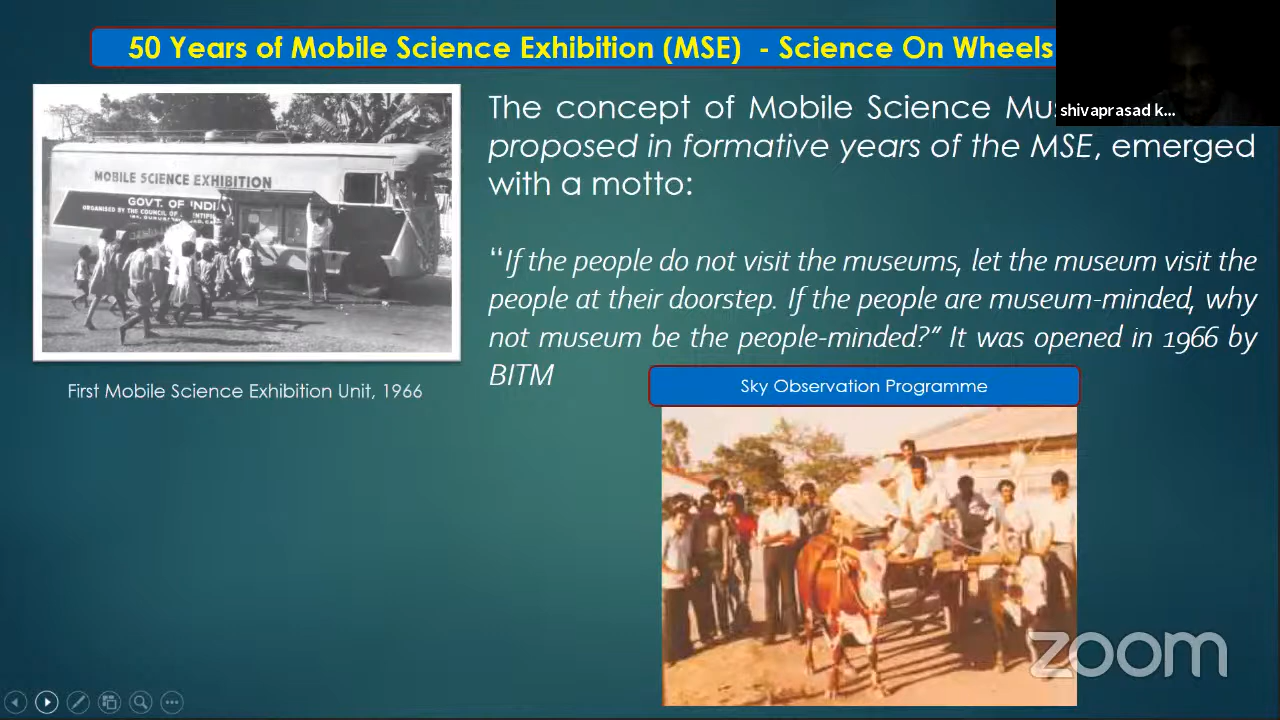 50 Years of Mobile Science Exhibition (MSE) - Science On Wheels
shivaprasad k...
MOBILE SCIENCE EXHIBITION
GOVT. OF INDIA
ORGANISED BY THE COUNCIL OF
First Mobile Science Exhibition Unit, 1966
The concept of Mobile Science
proposed in formative years of the MSE, emerged
with a motto:
“If the people do not visit the museums, let the museum visit the
people at their doorstep. If the people are museum-minded, why
not museum be the people-minded?” It was opened in 1966 by
BITM
Sky Observation Programme
zoom